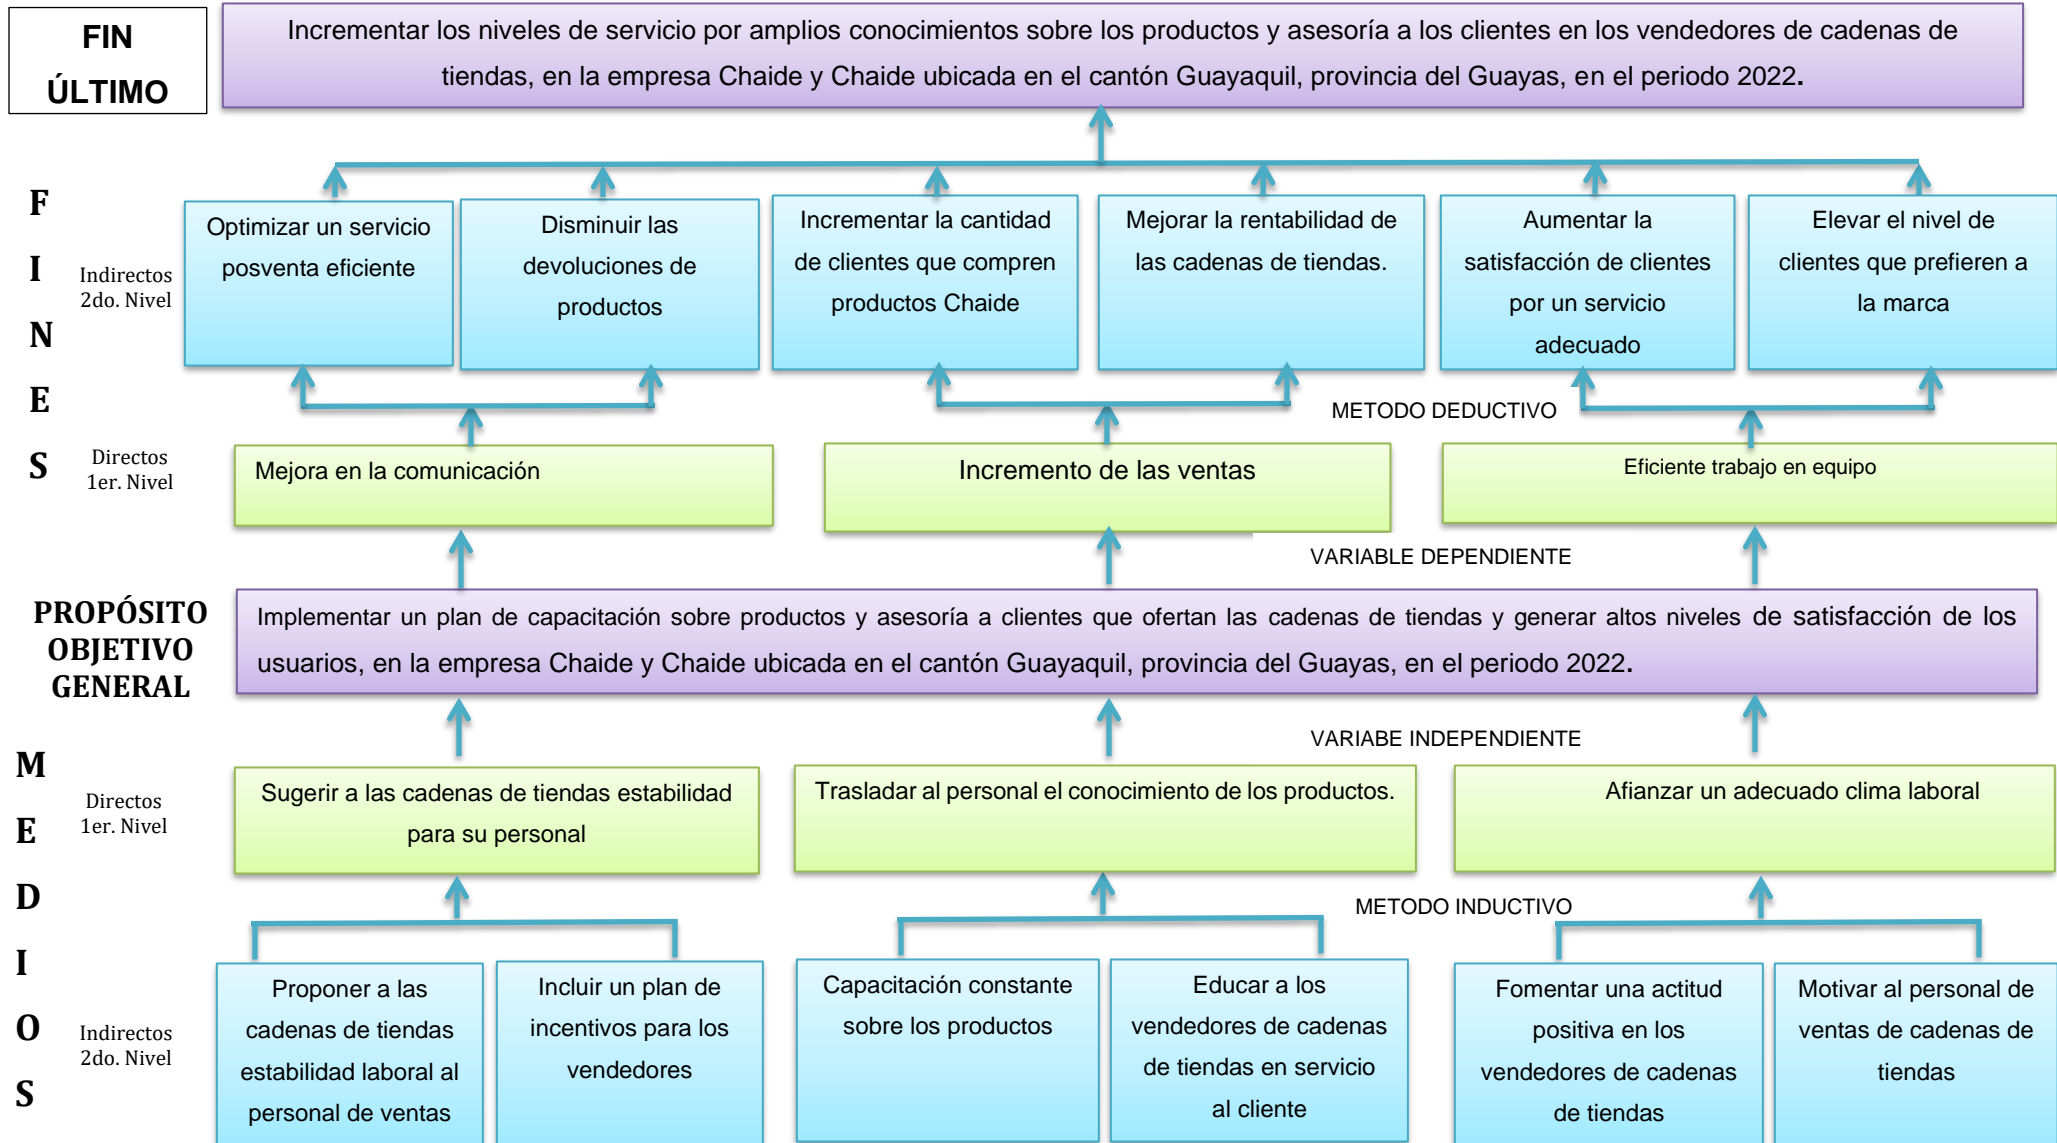 FIN
ÚLTIMO
Incrementar los niveles de servicio por amplios conocimientos sobre los productos y asesoría a los clientes en los vendedores de cadenas de
tiendas, en la empresa Chaide y Chaide ubicada en el cantón Guayaquil, provincia del Guayas, en el periodo 2022.
F
I
N
E
S
Indirectos
2do. Nivel
Optimizar un servicio
posventa eficiente
Disminuir las
devoluciones de
productos
Incrementar la cantidad
de clientes que compren
productos Chaide
Mejorar la rentabilidad de
las cadenas de tiendas.
Aumentar la
satisfacción de clientes
por un servicio
adecuado
Elevar el nivel de
clientes que prefieren a
la marca
METODO DEDUCTIVO
Directos
1er. Nivel
Mejora en la comunicación
Incremento de las ventas
Eficiente trabajo en equipo
VARIABLE DEPENDIENTE
PROPÓSITO
OBJETIVO
GENERAL
Implementar un plan de capacitación sobre productos y asesoría a clientes que ofertan las cadenas de tiendas y generar altos niveles de satisfacción de los
usuarios, en la empresa Chaide y Chaide ubicada en el cantón Guayaquil, provincia del Guayas, en el periodo 2022.
VARIABE INDEPENDIENTE
M
E
D
I
O
S
Directos
1er. Nivel
Sugerir a las cadenas de tiendas estabilidad
para su personal
Trasladar al personal el conocimiento de los productos.
Afianzar un adecuado clima laboral
METODO INDUCTIVO
Indirectos
2do. Nivel
Proponer a las
cadenas de tiendas
estabilidad laboral al
personal de ventas
Incluir un plan de
incentivos para los
vendedores
Capacitación constante
sobre los productos
Educar a los
vendedores de cadenas
de tiendas en servicio
al cliente
Fomentar una actitud
positiva en los
vendedores de cadenas
de tiendas
Motivar al personal de
ventas de cadenas de
tiendas